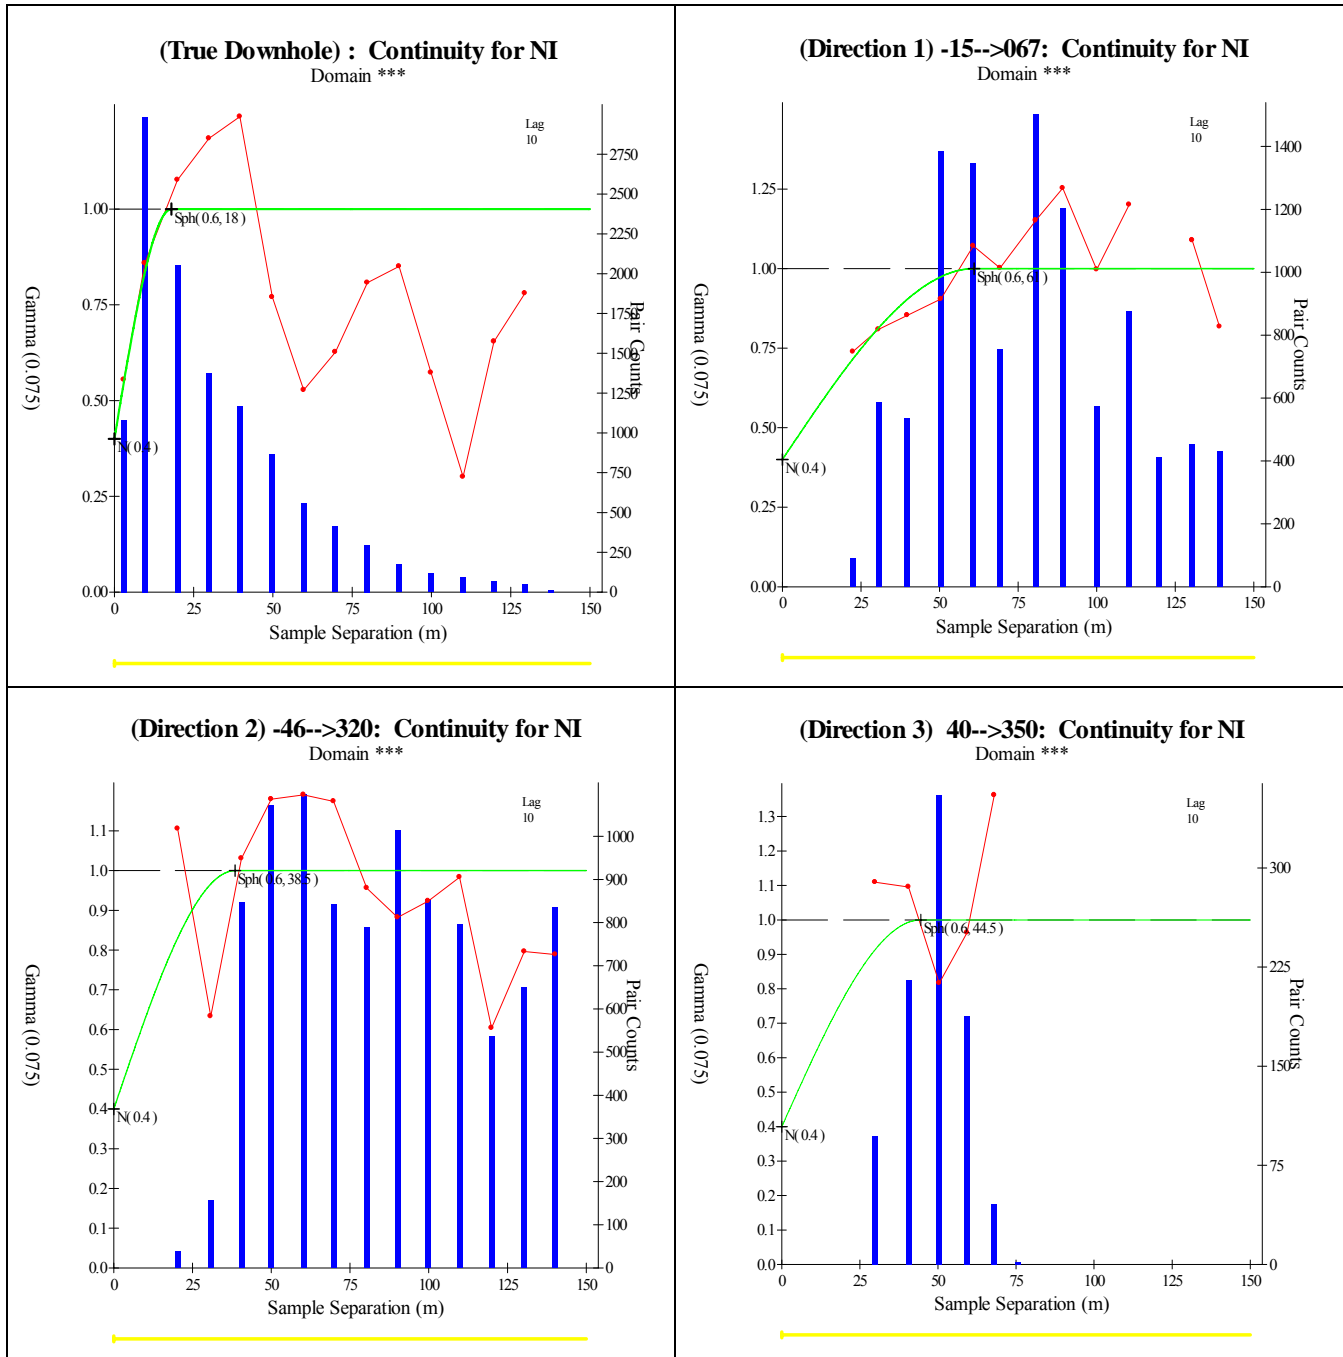 (True Downhole) : Continuity for NI
Domain ***
Lag
10
1.00
0.75
0.50
0.25
0.00
Gamma (0.075)
Sph( 0.6, 18 )
N( 0.4 )
2750
2500
2250
2000
1750
1500
1250
1000
750
500
250
0
Pair Counts
0 25 50 75 100 125 150
Sample Separation (m)
(Direction 1) -15-->067: Continuity for NI
Domain ***
Lag
10
1.25
1.00
0.75
0.50
0.25
0.00
Gamma (0.075)
N( 0.4 )
1400
1200
1000
800
600
400
200
0
Pair Counts
0 25 50 75 100 125 150
Sample Separation (m)
(Direction 2) -46-->320: Continuity for NI
Domain ***
Lag
10
1.1
1.0
0.9
0.8
0.7
0.6
0.5
0.4
0.3
0.2
0.1
0.0
Gamma (0.075)
Sph( 0.6, 38.5 )
N( 0.4 )
1000
900
800
700
600
500
400
300
200
100
0
Pair Counts
0 25 50 75 100 125 150
Sample Separation (m)
(Direction 3) 40-->350: Continuity for NI
Domain ***
Lag
10
1.3
1.2
1.1
1.0
0.9
0.8
0.7
0.6
0.5
0.4
0.3
0.2
0.1
0.0
Gamma (0.075)
Sph( 0.6, 44.5 )
N( 0.4 )
300
225
150
75
0
Pair Counts
0 25 50 75 100 125 150
Sample Separation (m)